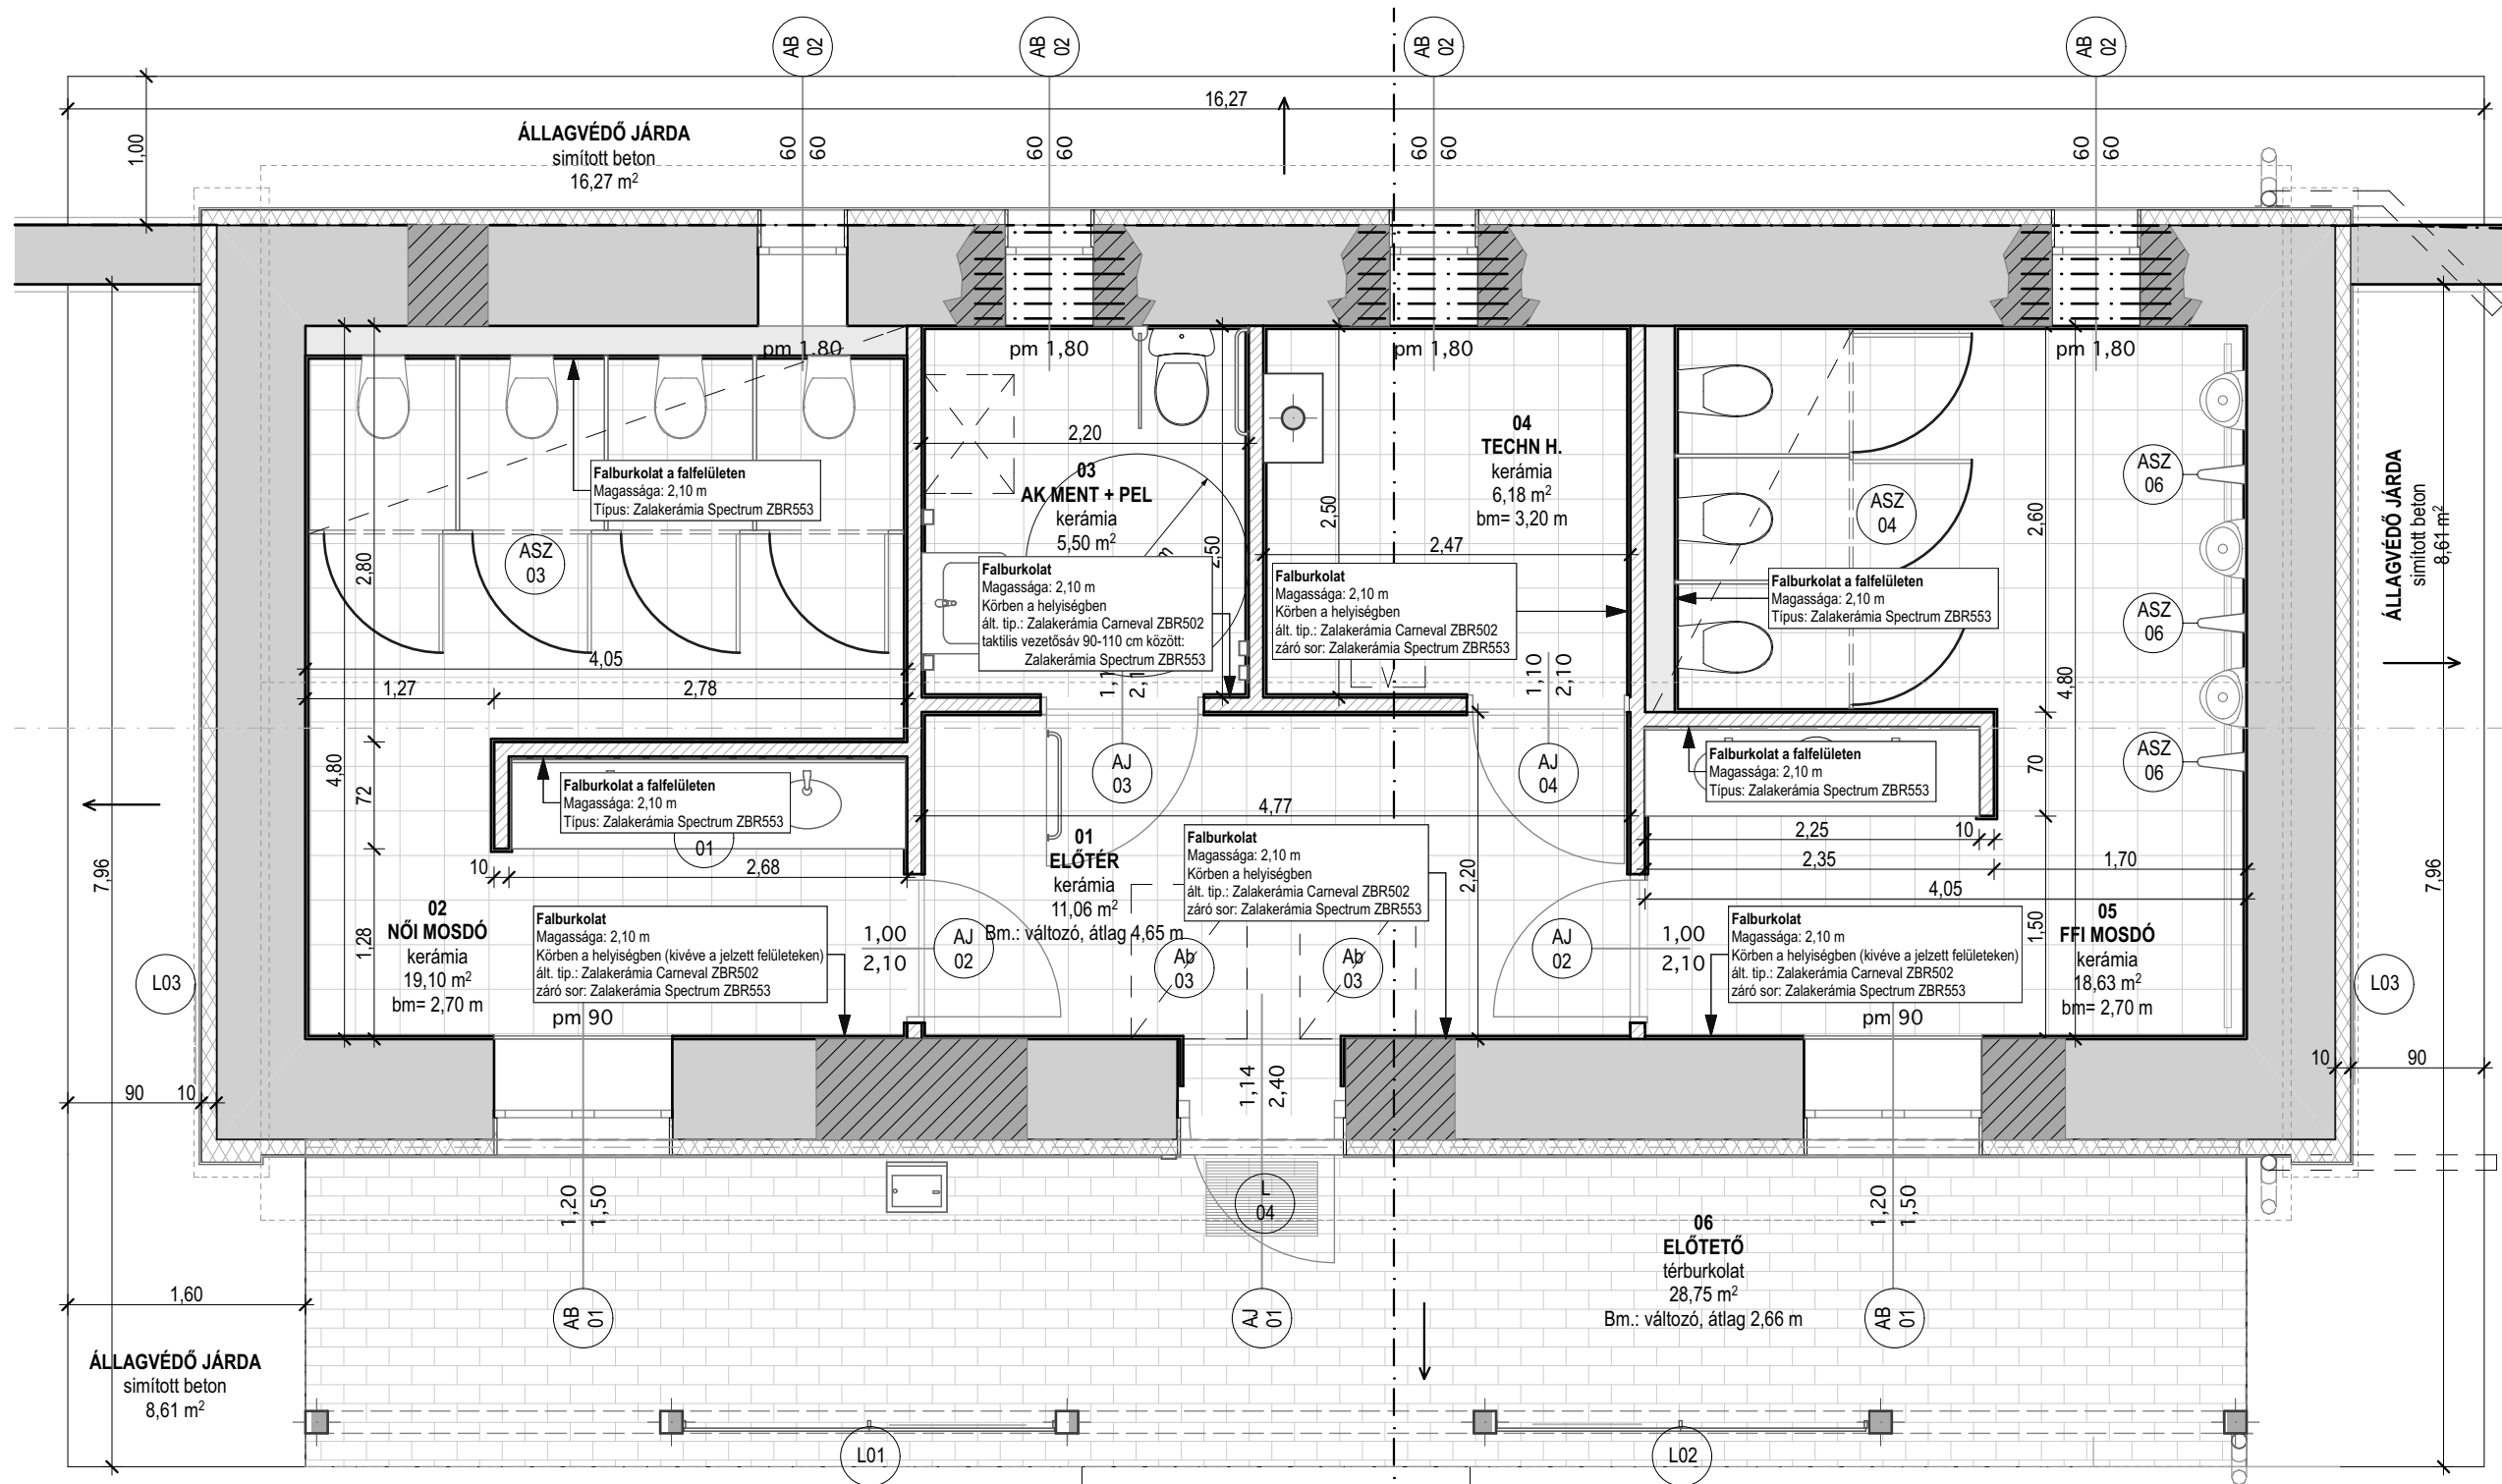 AB
02
AB
02
AB
02
AB
02
16,27
1,00
ÁLLAGVÉDŐ JÁRDA
simított beton
16,27 m²
60
60
60
60
60
60
60
60
pm 1,80
pm 1,80
pm 1,80
pm 1,80
2,20
03
AK MENT + PEL
kerámia
5,50 m²
2,50
04
TECHN H.
kerámia
6,18 m²
bm= 3,20 m
2,50
2,47
Falburkolat a falfelületen
Magassága: 2,10 m
Típus: Zalakerámia Spectrum ZBR553
ASZ
03
2,80
Falburkolat
Magassága: 2,10 m
Körben a helyiségben
ált. tip.: Zalakerámia Carneval ZBR502
taktilis vezetősáv 90-110 cm között:
Zalakerámia Spectrum ZBR553
Falburkolat
Magassága: 2,10 m
Körben a helyiségben
ált. tip.: Zalakerámia Carneval ZBR502
záró sor: Zalakerámia Spectrum ZBR553
ASZ
04
2,60
ASZ
06
ASZ
06
ASZ
06
Falburkolat a falfelületen
Magassága: 2,10 m
Típus: Zalakerámia Spectrum ZBR553
ÁLLAGVÉDŐ JÁRDA
simított beton
8,61 m²
4,05
1,27
2,78
1,10
2,10
4,80
4,80
72
70
Falburkolat a falfelületen
Magassága: 2,10 m
Típus: Zalakerámia Spectrum ZBR553
01
AJ
03
AJ
04
Falburkolat a falfelületen
Magassága: 2,10 m
Típus: Zalakerámia Spectrum ZBR553
4,77
10
2,68
01
ELŐTÉR
kerámia
11,06 m²
Bm.: változó, átlag 4,65 m
Falburkolat
Magassága: 2,10 m
Körben a helyiségben
ált. tip.: Zalakerámia Carneval ZBR502
záró sor: Zalakerámia Spectrum ZBR553
2,20
2,25
10
2,35
1,70
4,05
7,96
7,96
02
NŐI MOSDÓ
kerámia
19,10 m²
bm= 2,70 m
1,28
Falburkolat
Magassága: 2,10 m
Körben a helyiségben (kivéve a jelzett felületeken)
ált. tip.: Zalakerámia Carneval ZBR502
záró sor: Zalakerámia Spectrum ZBR553
pm 90
1,00
2,10
AJ
02
Ab
03
Ab
03
AJ
02
1,00
2,10
Falburkolat
Magassága: 2,10 m
Körben a helyiségben (kivéve a jelzett felületeken)
ált. tip.: Zalakerámia Carneval ZBR502
záró sor: Zalakerámia Spectrum ZBR553
pm 90
1,50
05
FFI MOSDÓ
kerámia
18,63 m²
bm= 2,70 m
L03
L03
90
10
1,14
2,40
10
90
1,20
1,50
L
04
1,20
1,50
06
ELŐTETŐ
térburkolat
28,75 m²
Bm.: változó, átlag 2,66 m
1,60
AB
01
AJ
01
AB
01
ÁLLAGVÉDŐ JÁRDA
simított beton
8,61 m²
L01
L02